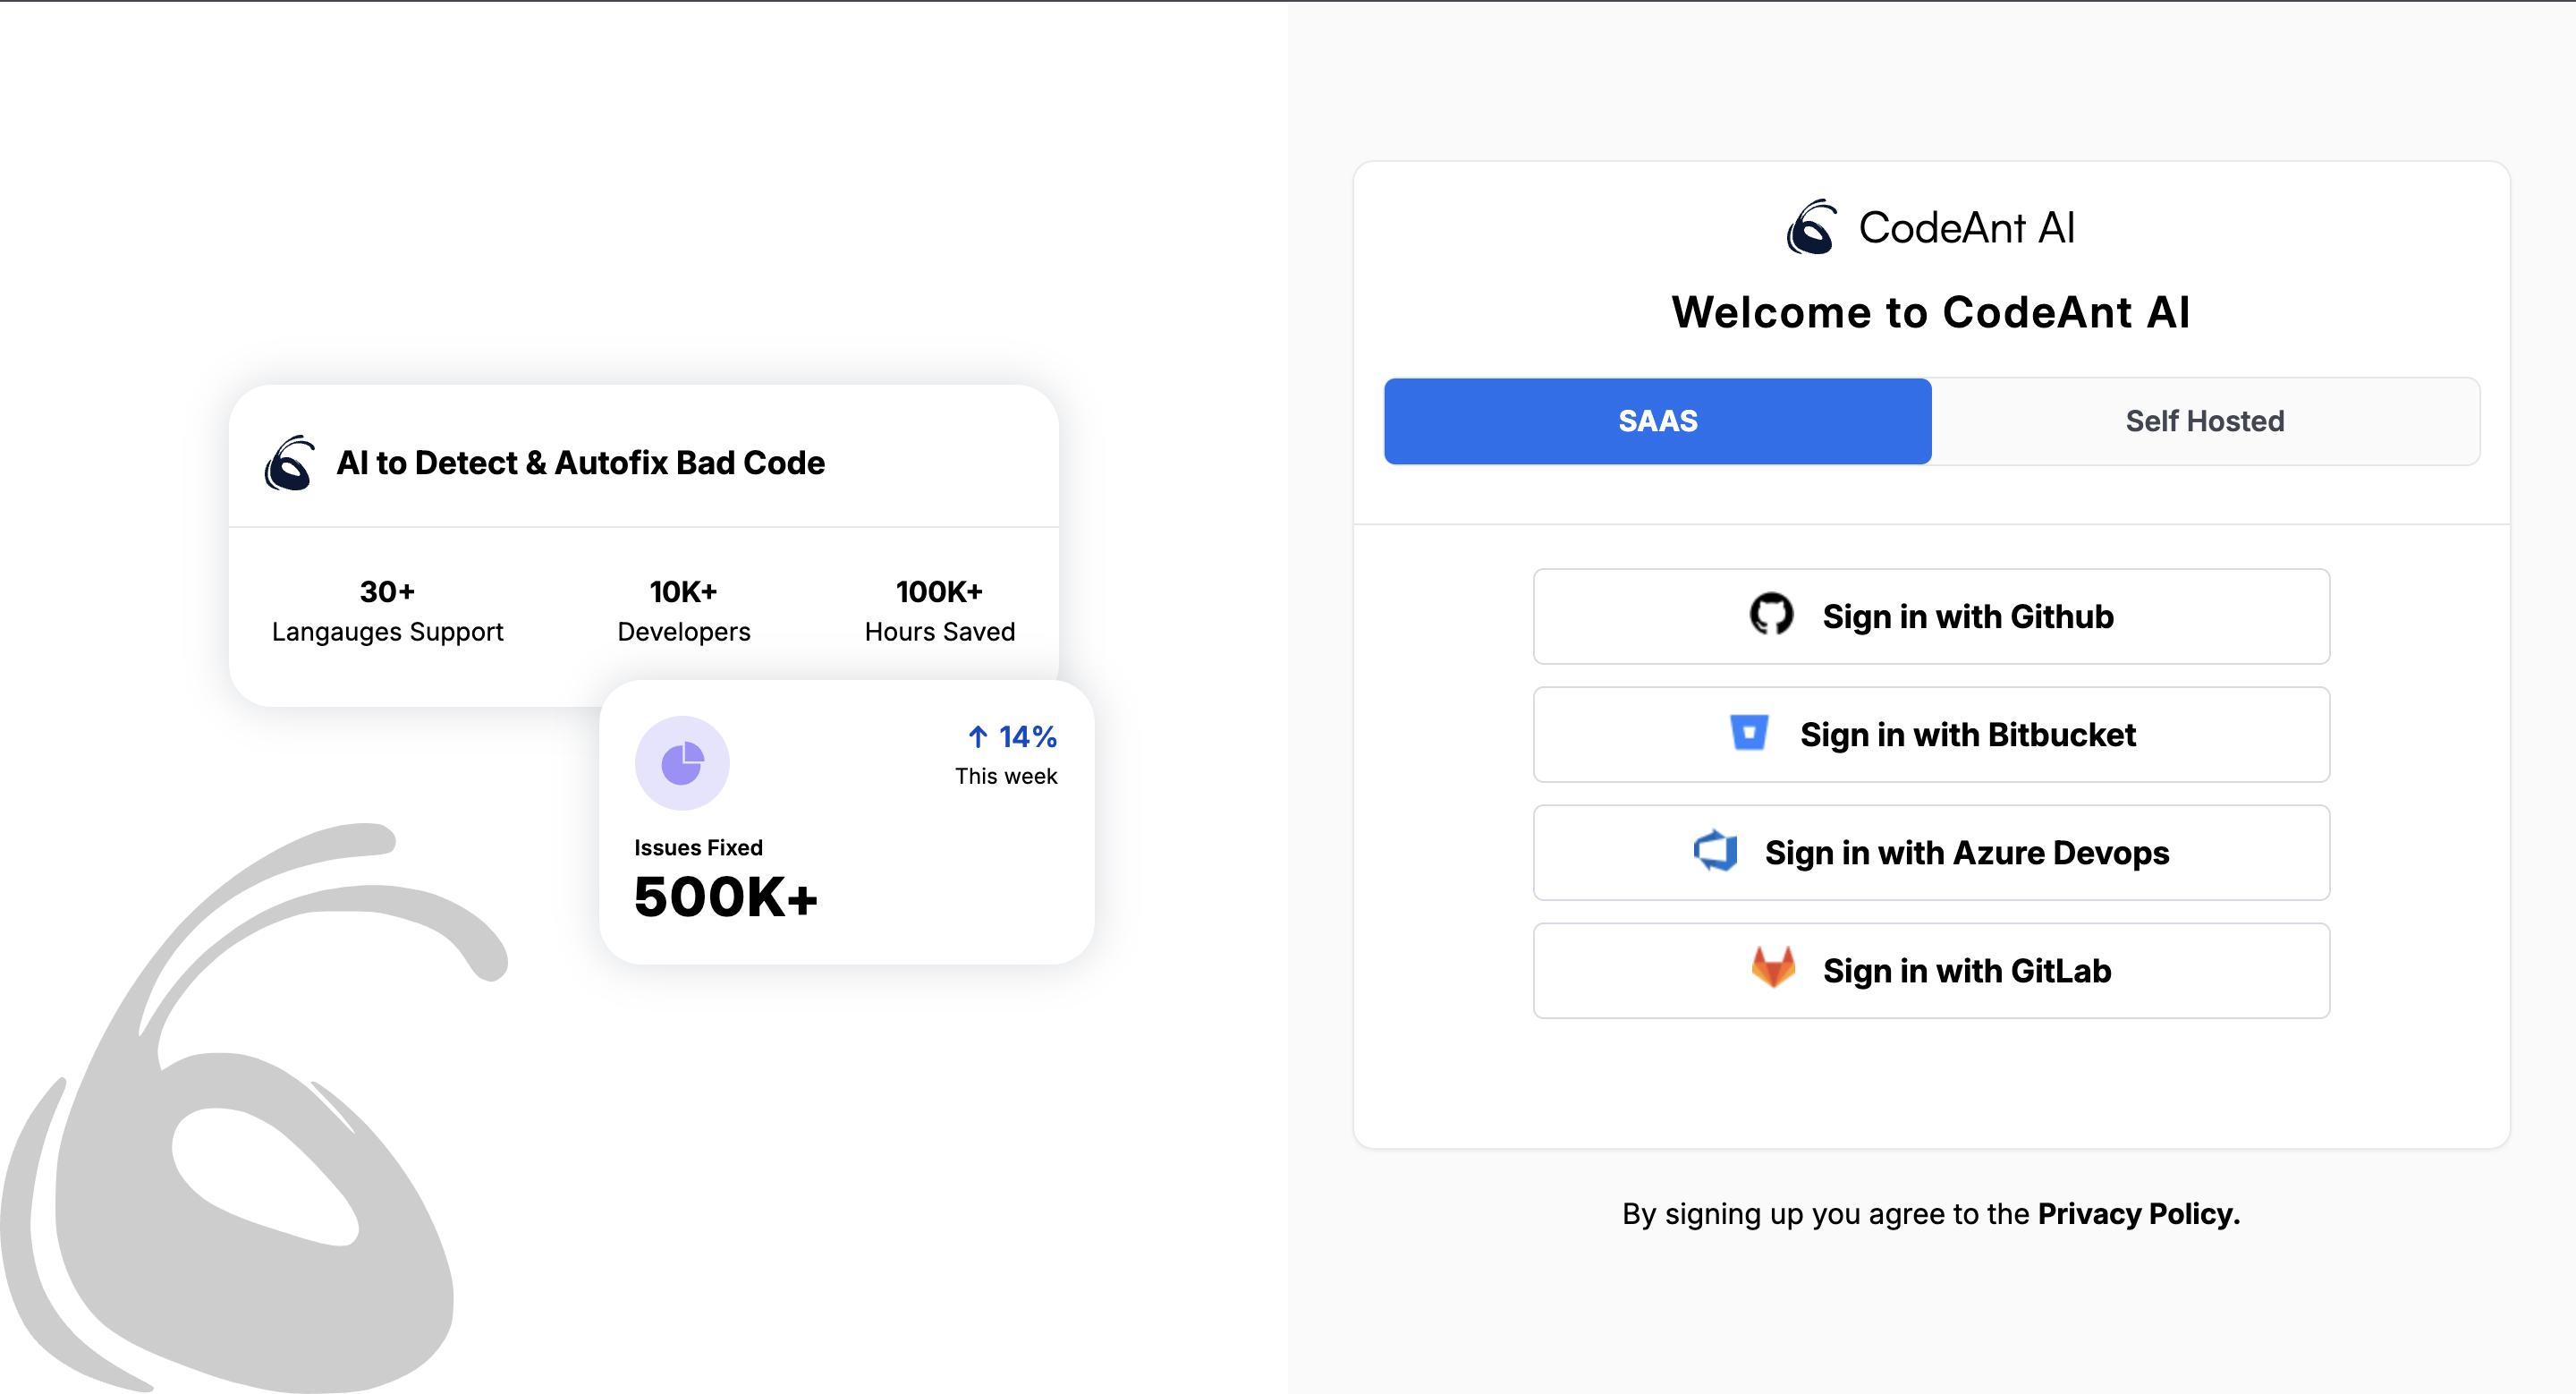 AI to Detect & Autofix Bad Code
30+
Langauges Support
10K+
Developers
100K+
Hours Saved
↑ 14%
This week
Issues Fixed
500K+
CodeAnt AI
Welcome to CodeAnt AI
SAAS
Self Hosted
Sign in with Github
Sign in with Bitbucket
Sign in with Azure Devops
Sign in with GitLab
By signing up you agree to the Privacy Policy.